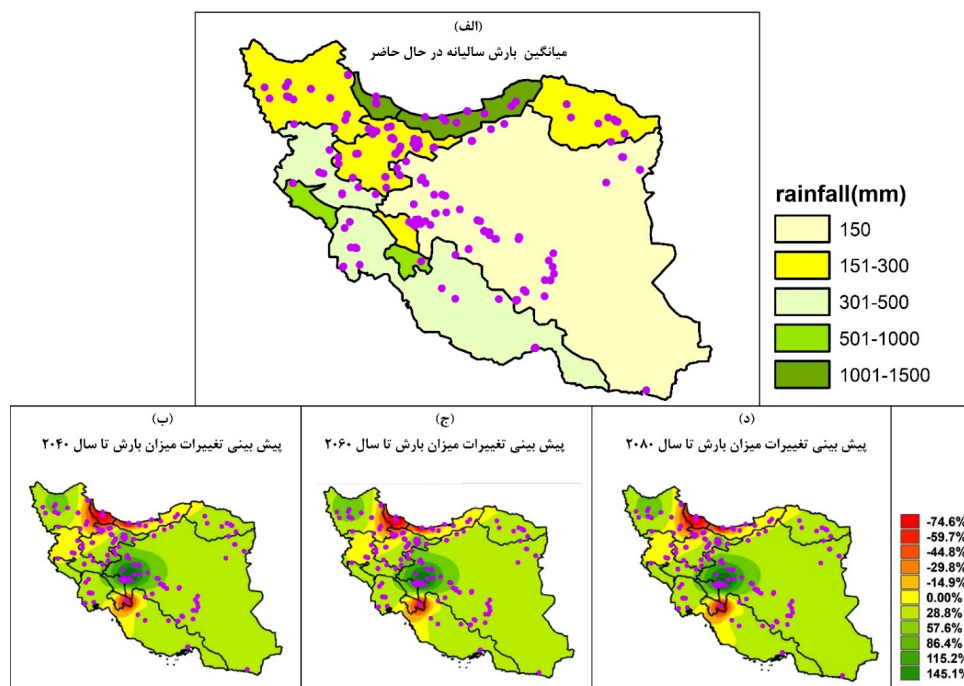 (الف)
میانگین بارش سالیانه در حال حاضر
rainfall(mm)
150
151-300
301-500
501-1000
1001-1500
(ب)
پیش بینی تغییرات میزان بارش تا سال ۲۰۴۰
(ج)
پیش بینی تغییرات میزان بارش تا سال ۲۰۶۰
(د)
پیش بینی تغییرات میزان بارش تا سال ۲۰۸۰
-74.6%
-59.7%
-44.8%
-29.8%
-14.9%
0.00%
28.8%
57.6%
86.4%
115.2%
145.1%